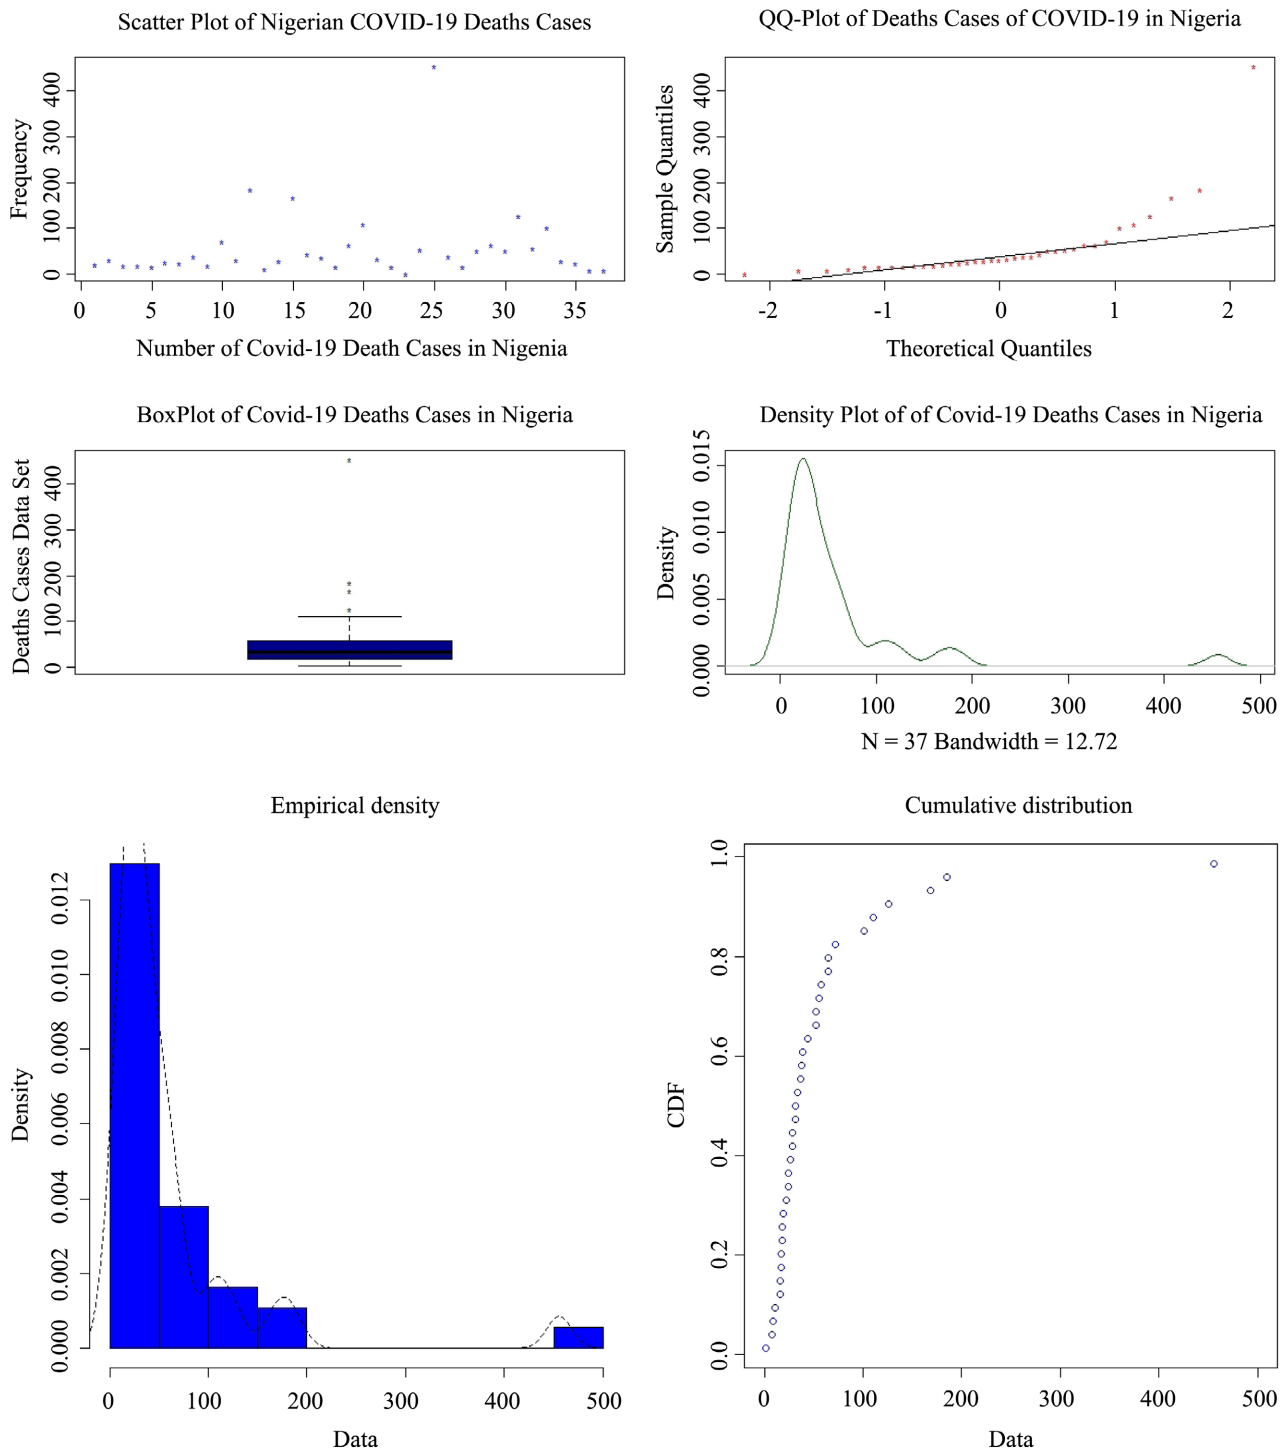 Scatter Plot of Nigerian COVID-19 Deaths Cases
Frequency
0 100 200 300 400
0 5 10 15 20 25 30 35
Number of Covid-19 Death Cases in Nigenia
QQ-Plot of Deaths Cases of COVID-19 in Nigeria
Sample Quantiles
0 100 200 300 400
-2 -1 0 1 2
Theoretical Quantiles
BoxPlot of Covid-19 Deaths Cases in Nigeria
Deaths Cases Data Set
0 100 200 300 400
Density Plot of of Covid-19 Deaths Cases in Nigeria
Density
0.000 0.005 0.010 0.015
0 100 200 300 400 500
N = 37 Bandwidth = 12.72
Empirical density
Density
0.000 0.002 0.004 0.006 0.008 0.010 0.012
0 100 200 300 400 500
Data
Cumulative distribution
CDF
0.0 0.2 0.4 0.6 0.8 1.0
0 100 200 300 400 500
Data